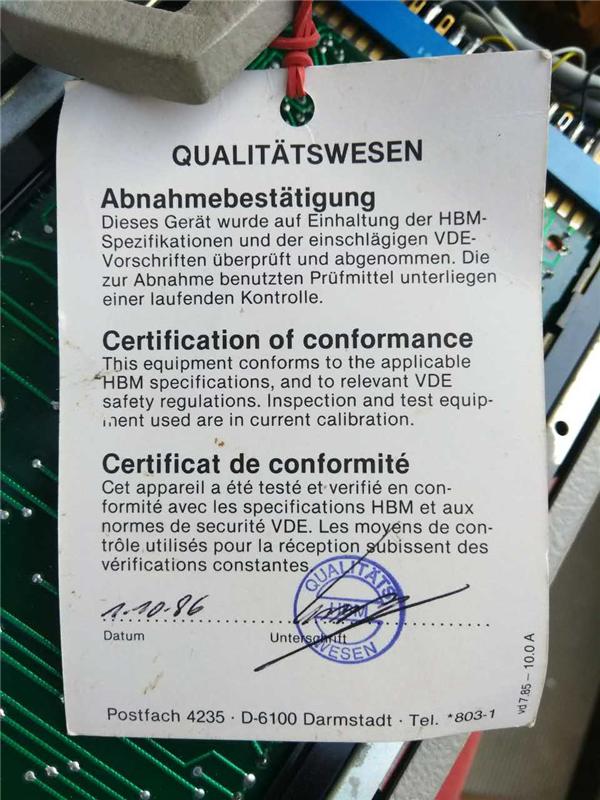 QUALITÄTSWESEN
Abnahmebestätigung
Dieses Gerät wurde auf Einhaltung der HBM-
Spezifikationen und der einschlägigen VDE-
Vorschriften überprüft und abgenommen. Die
zur Abnahme benutzten Prüfmittel unterliegen
einer laufenden Kontrolle.
Certification of conformance
This equipment conforms to the applicable
HBM specifications, and to relevant VDE
safety regulations. Inspection and test equip-
ment used are in current calibration.
Certificat de conformité
Cet appareil a été testé et verifié en con-
formité avec les specifications HBM et aux
normes de securité VDE. Les moyens de con-
trôle utilisés pour la réception subissent des
vérifications constantes
1.10.86
QUALITÄTS
HBM
WESEN
Datum
Unterschrift
vd 7.85 – 10.0 A
Postfach 4235 · D-6100 Darmstadt · Tel. *803-1